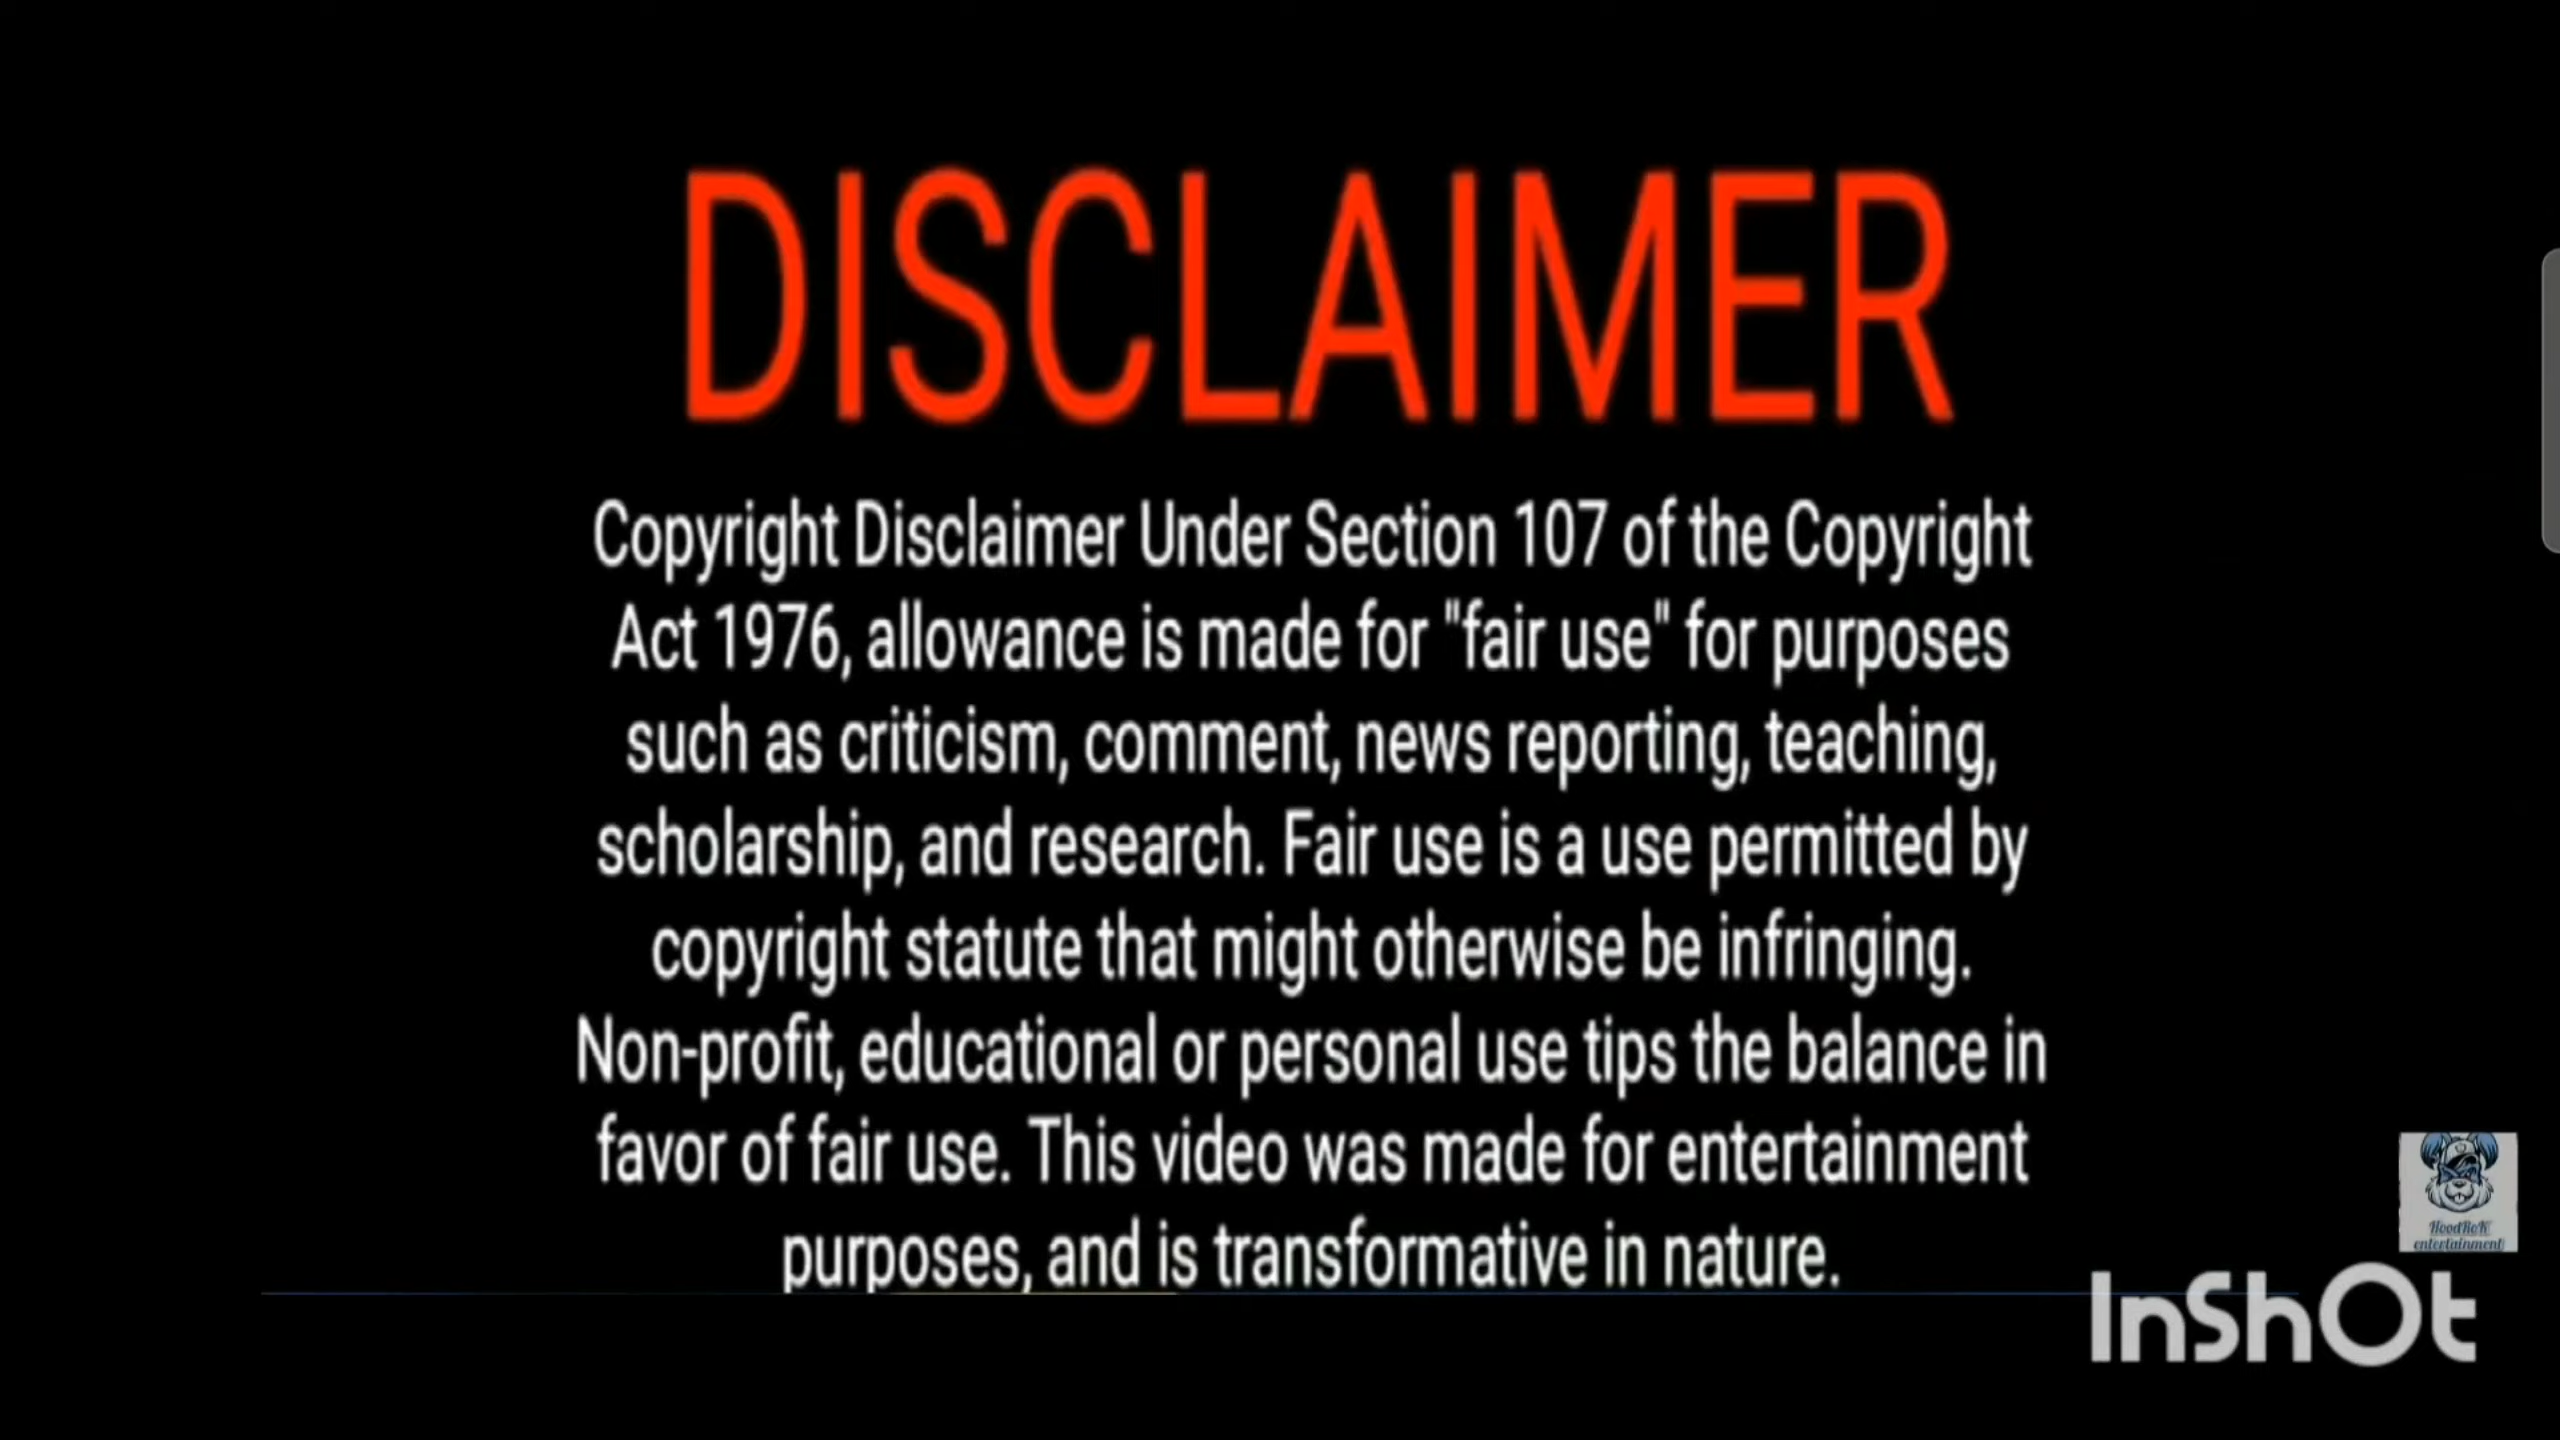 DISCLAIMER
Copyright Disclaimer Under Section 107 of the Copyright
Act 1976, allowance is made for "fair use" for purposes
such as criticism, comment, news reporting, teaching,
scholarship, and research. Fair use is a use permitted by
copyright statute that might otherwise be infringing.
Non-profit, educational or personal use tips the balance in
favor of fair use. This video was made for entertainment
purposes, and is transformative in nature.
HoodRoK
entertainment
InShOt